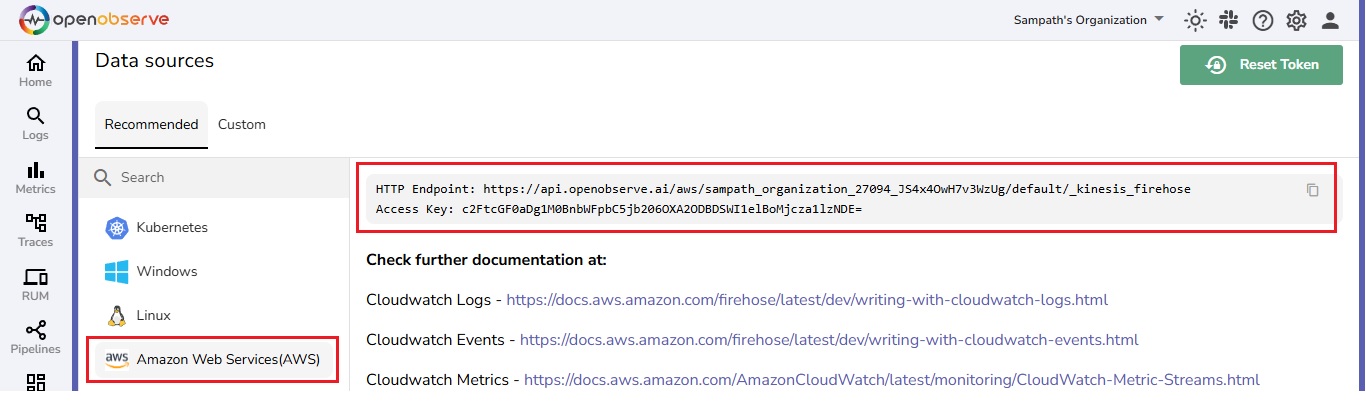 openobserve
Sampath's Organization
Data sources
Reset Token
Home
Recommended
Custom
Logs
Search
Metrics
HTTP Endpoint: https://api.openobserve.ai/aws/sampath_organization_27094_JS4x4OwH7v3WzUg/default/_kinesis_firehose
Access Key: c2FtcGF0aDg1M0BnbWFpbC5jb206OXA2ODBDSWI1elBoMjcza1lzNDE=
Traces
Kubernetes
Windows
Check further documentation at:
RUM
Cloudwatch Logs - https://docs.aws.amazon.com/firehose/latest/dev/writing-with-cloudwatch-logs.html
Linux
Pipelines
Cloudwatch Events - https://docs.aws.amazon.com/firehose/latest/dev/writing-with-cloudwatch-events.html
aws
Amazon Web Services(AWS)
Cloudwatch Metrics - https://docs.aws.amazon.com/AmazonCloudWatch/latest/monitoring/CloudWatch-Metric-Streams.html